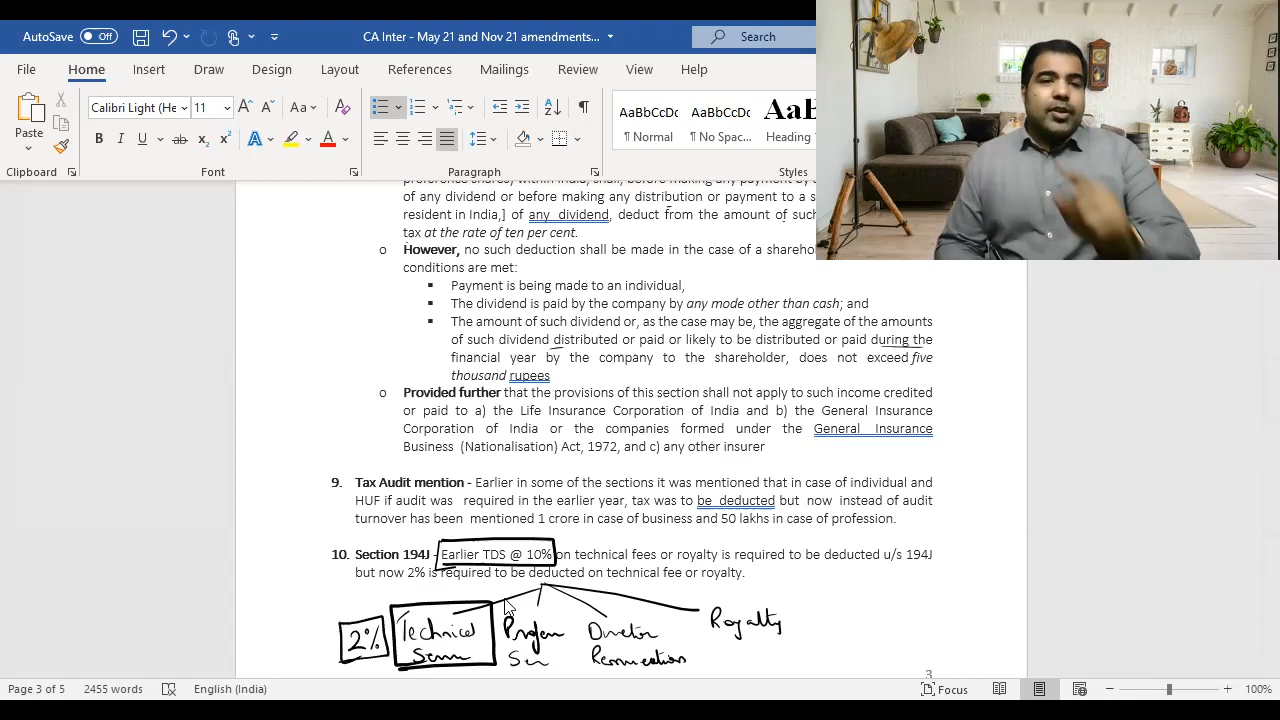 AutoSave Off CA Inter - May 21 and Nov 21 amendments... Search
File Home Insert Draw Design Layout References Mailings Review View Help
Calibri Light (He 11 Aa
Paste B I U ab x₂ x² A A AaBbCcDc AaBbCcDc AaB
¶ Normal ¶ No Spac... Heading
Clipboard Font Paragraph Styles
of any dividend or before making any distribution or payment to a s
resident in India,] of any dividend, deduct from the amount of such
tax at the rate of ten per cent.
o However, no such deduction shall be made in the case of a shareho
conditions are met:
▪ Payment is being made to an individual,
▪ The dividend is paid by the company by any mode other than cash; and
▪ The amount of such dividend or, as the case may be, the aggregate of the amounts
of such dividend distributed or paid or likely to be distributed or paid during the
financial year by the company to the shareholder, does not exceed five
thousand rupees
o Provided further that the provisions of this section shall not apply to such income credited
or paid to a) the Life Insurance Corporation of India and b) the General Insurance
Corporation of India or the companies formed under the General Insurance
Business (Nationalisation) Act, 1972, and c) any other insurer
9. Tax Audit mention - Earlier in some of the sections it was mentioned that in case of individual and
HUF if audit was required in the earlier year, tax was to be deducted but now instead of audit
turnover has been mentioned 1 crore in case of business and 50 lakhs in case of profession.
10. Section 194J - Earlier TDS @ 10% on technical fees or royalty is required to be deducted u/s 194J
but now 2% is required to be deducted on technical fee or royalty.
2% Technical Director Royalty
3
Page 3 of 5 2455 words English (India) Focus 100%